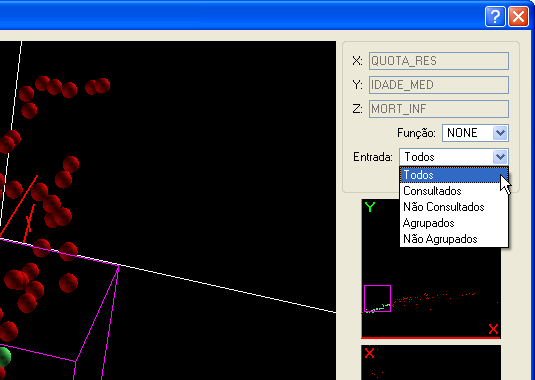 ?
X: QUOTA_RES
Y: IDADE_MED
Z: MORT_INF
Função: NONE
Entrada: Todos
Todos
Consultados
Não Consultados
Agrupados
Não Agrupados
Y
X
X